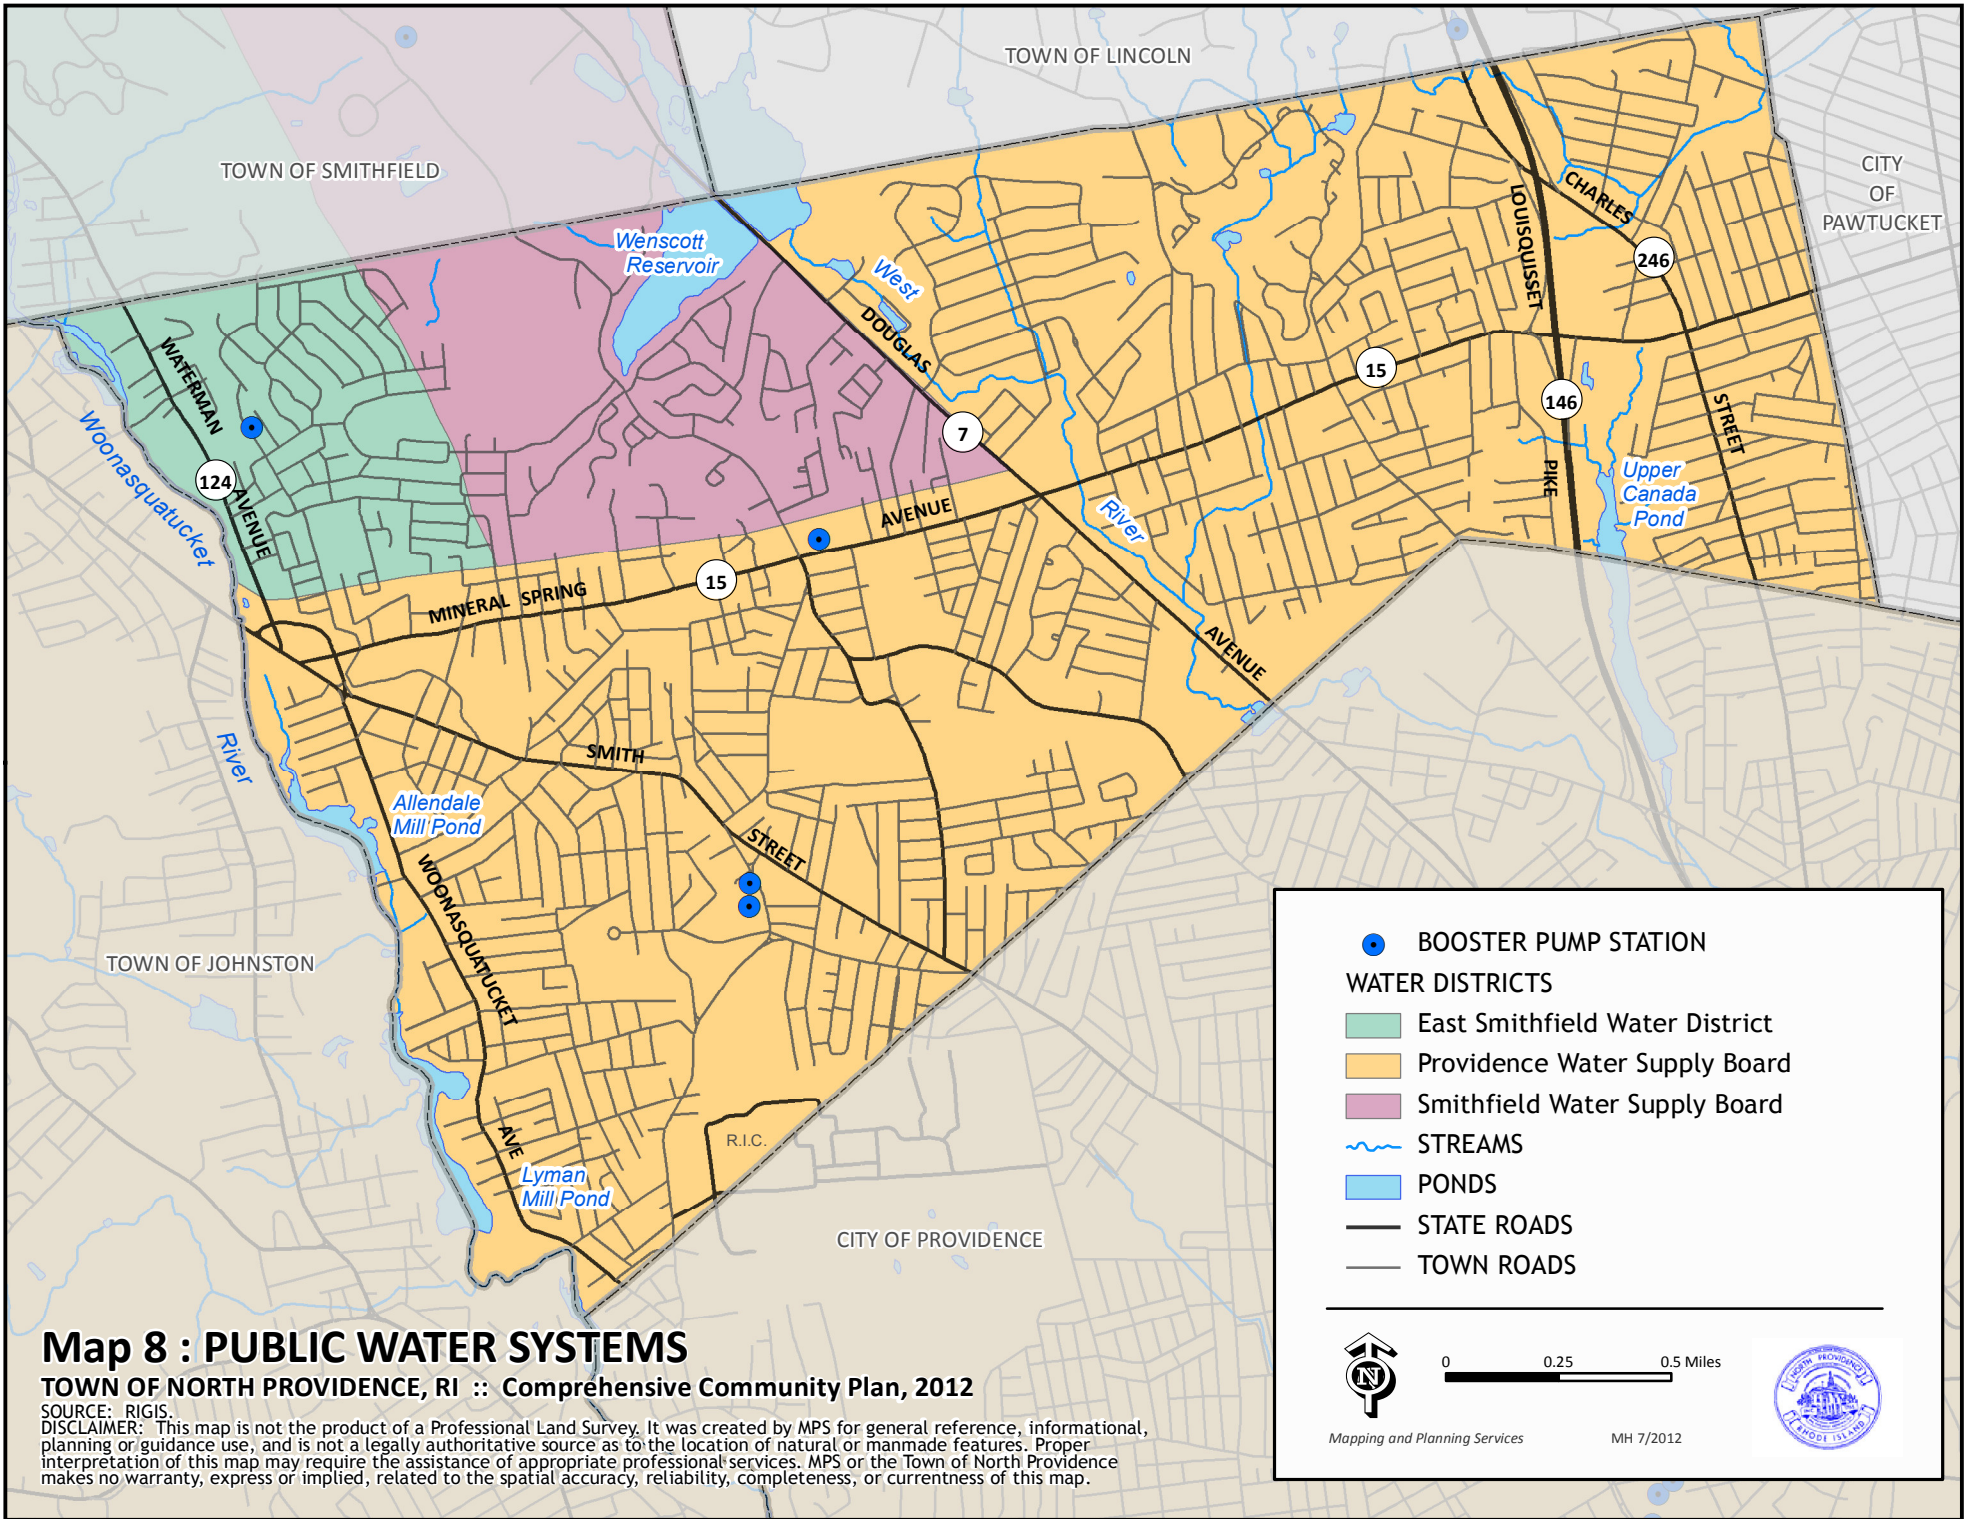 TOWN OF LINCOLN
TOWN OF SMITHFIELD
CITY
OF
PAWTUCKET
Wenscott
Reservoir
West
DOUGLAS
LOUISQUISSET
CHARLES
246
WATERMAN
15
146
7
STREET
124
AVENUE
Woonasquatucket
PIKE
Upper
Canada
Pond
AVENUE
River
15
MINERAL SPRING
AVENUE
River
SMITH
Allendale
Mill Pond
STREET
WOONASQUATUCKET
TOWN OF JOHNSTON
R.I.C.
AVE
Lyman
Mill Pond
CITY OF PROVIDENCE
BOOSTER PUMP STATION
WATER DISTRICTS
East Smithfield Water District
Providence Water Supply Board
Smithfield Water Supply Board
STREAMS
PONDS
STATE ROADS
TOWN ROADS
N
0 0.25 0.5 Miles
Mapping and Planning Services MH 7/2012
NORTH PROVIDENCE
RHODE ISLAND
Map 8 : PUBLIC WATER SYSTEMS
TOWN OF NORTH PROVIDENCE, RI :: Comprehensive Community Plan, 2012
SOURCE: RIGIS.
DISCLAIMER: This map is not the product of a Professional Land Survey. It was created by MPS for general reference, informational,
planning or guidance use, and is not a legally authoritative source as to the location of natural or manmade features. Proper
interpretation of this map may require the assistance of appropriate professional services. MPS or the Town of North Providence
makes no warranty, express or implied, related to the spatial accuracy, reliability, completeness, or currentness of this map.